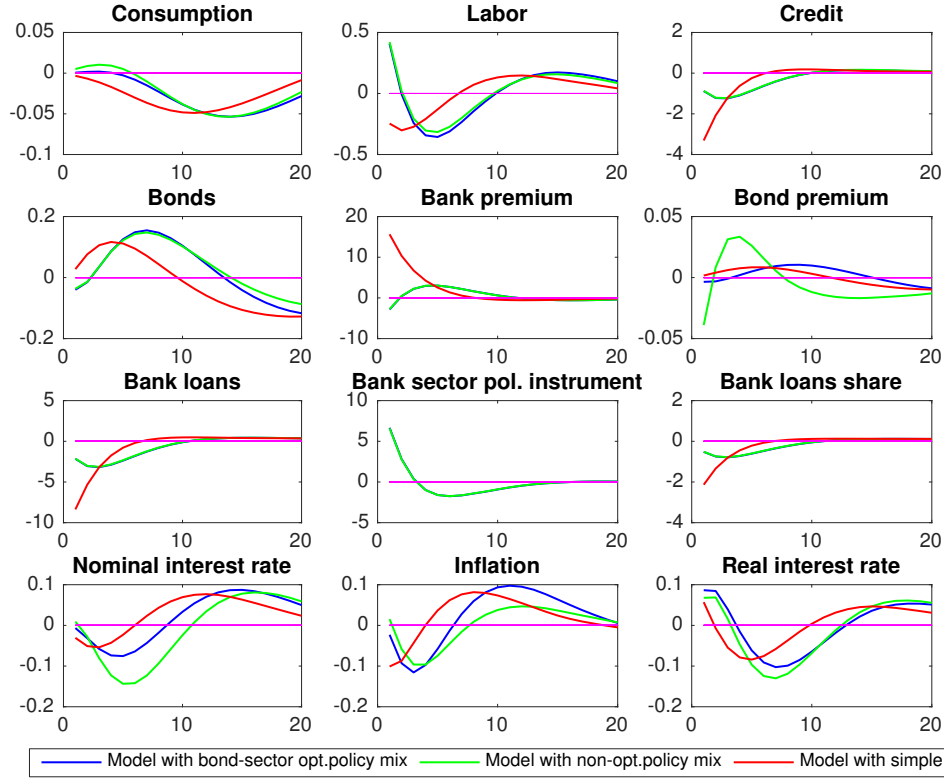 Consumption
Labor
Credit
0.05
0
-0.05
-0.1
0 10 20
0.5
0
-0.5
0 10 20
2
0
-2
-4
0 10 20
Bonds
Bank premium
Bond premium
0.2
0
-0.2
0 10 20
20
10
0
-10
0 10 20
0.05
0
-0.05
0 10 20
Bank loans
Bank sector pol. instrument
Bank loans share
5
0
-5
-10
0 10 20
10
5
0
-5
0 10 20
2
0
-2
-4
0 10 20
Nominal interest rate
Inflation
Real interest rate
0.1
0
-0.1
-0.2
0 10 20
0.1
0
-0.1
-0.2
0 10 20
0.1
0
-0.1
-0.2
0 10 20
Model with bond-sector opt.policy mix Model with non-opt.policy mix Model with simple